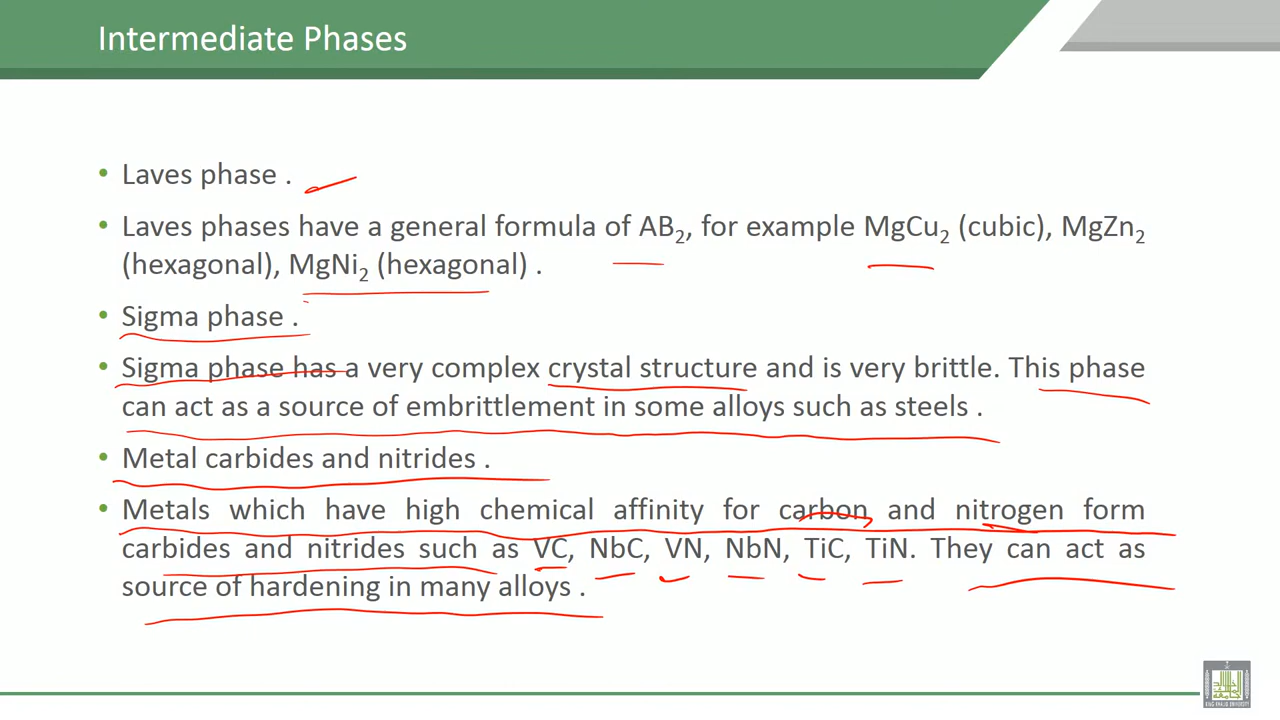 Intermediate Phases
• Laves phase .
• Laves phases have a general formula of AB₂, for example MgCu₂ (cubic), MgZn₂
(hexagonal), MgNi₂ (hexagonal) .
• Sigma phase .
• Sigma phase has a very complex crystal structure and is very brittle. This phase
can act as a source of embrittlement in some alloys such as steels .
• Metal carbides and nitrides .
• Metals which have high chemical affinity for carbon and nitrogen form
carbides and nitrides such as VC, NbC, VN, NbN, TiC, TiN. They can act as
source of hardening in many alloys .
KING KHALID UNIVERSITY